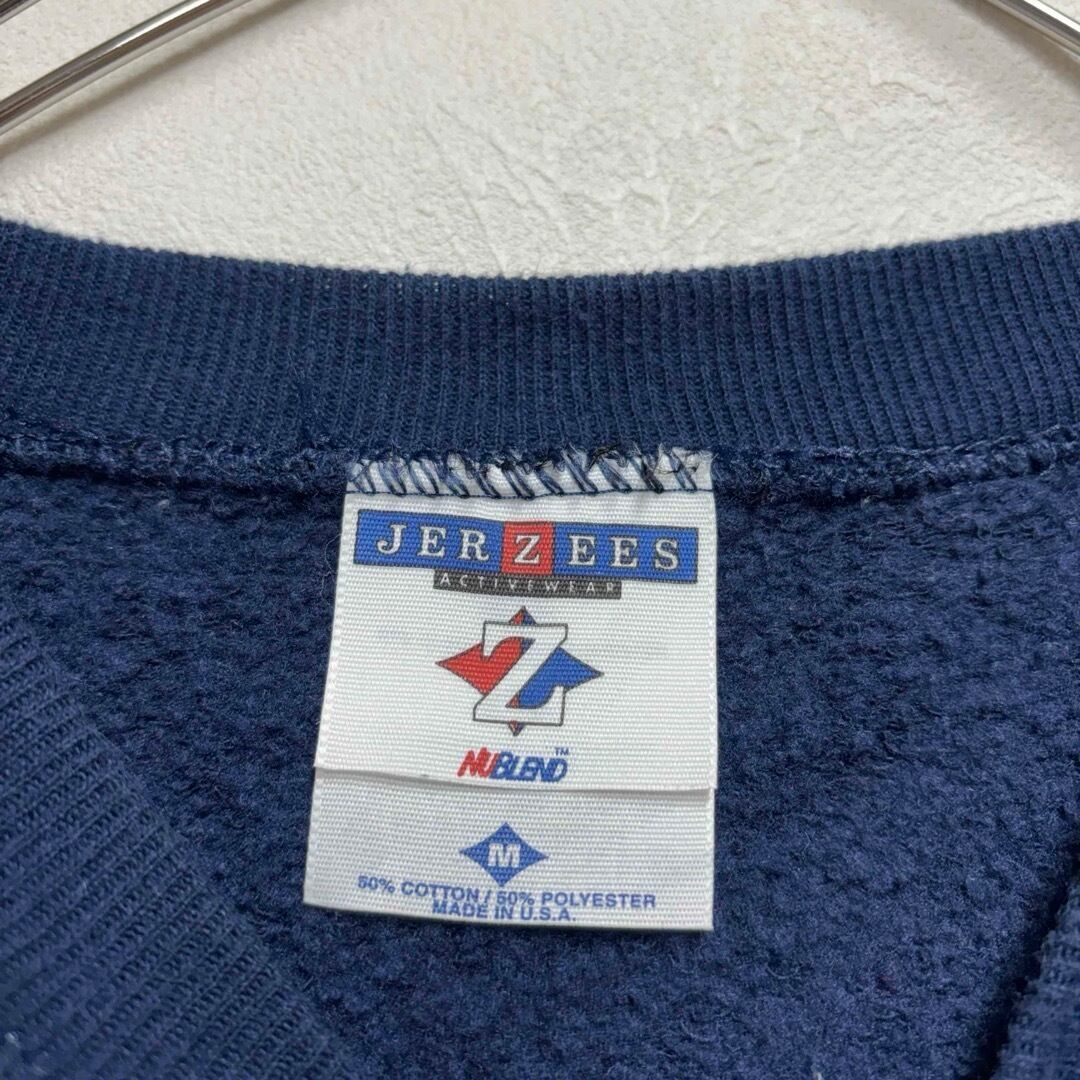 JERZEES
ACTIVEWEAR
Z
NUBLEND™
M
50% COTTON / 50% POLYESTER
MADE IN U.S.A.